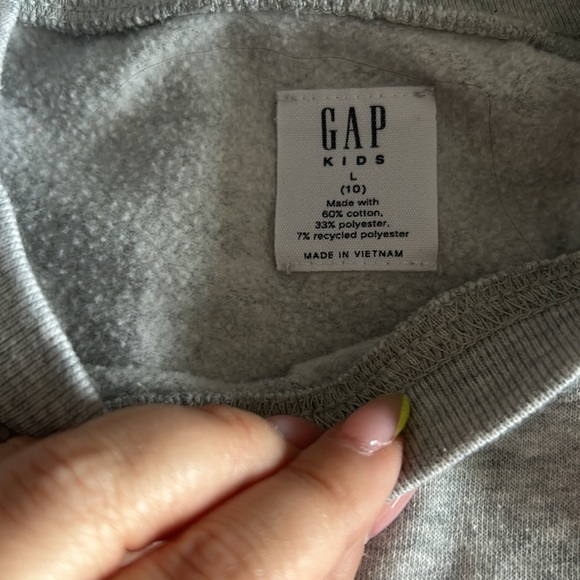 GAP
KIDS
L
(10)
Made with
60% cotton,
33% polyester,
7% recycled polyester
MADE IN VIETNAM